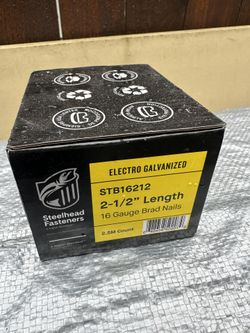 ELECTRO GALVANIZED
STB16212
2-1/2" Length
16 Gauge Brad Nails
2.5M Count
Steelhead
Fasteners